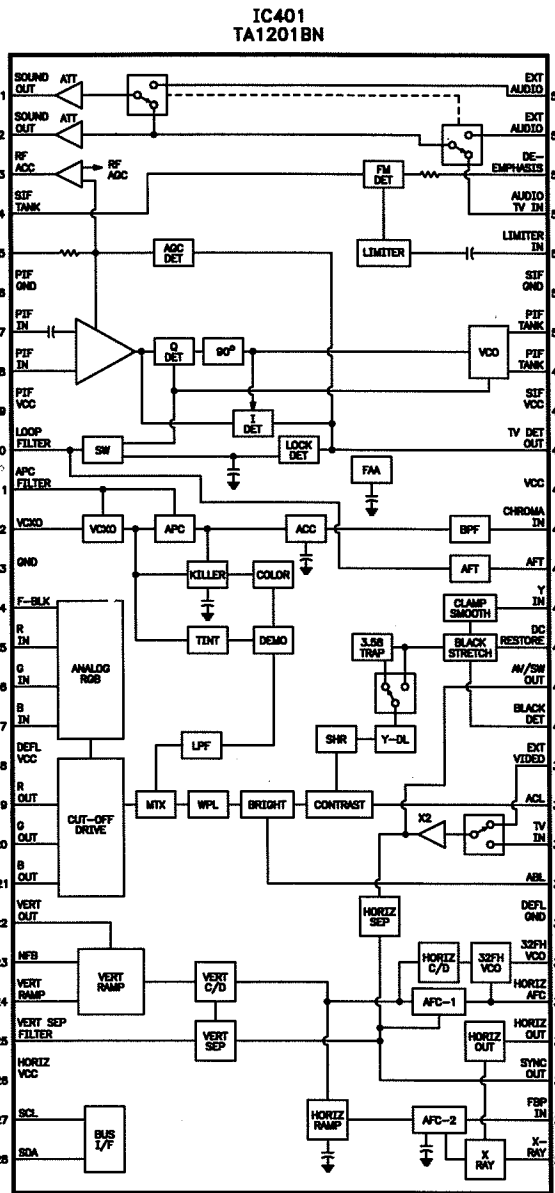 IC401
TA1201BN
SOUND OUT ATT EXT AUDIO
SOUND OUT ATT EXT AUDIO
RF ACC RF AGC FM DET DE-EMPHASIS
SIF TANK AUDIO TV IN
AGC DET LIMITER LIMITER IN
PIF GND SIF GND
PIF IN PIF TANK
PIF IN Q DET 90° VCO PIF TANK
PIF VCC I DET SIF VCC
LOOP FILTER SW LOCK DET TV DET OUT
APC FILTER FAA VCC
VCXO VCXO APC ACC BPF CHROMA IN
GND KILLER COLOR AFT AFT
F-BLK CLAMP SMOOTH Y IN
R IN ANALOG RGB TINT DEMO 3.58 TRAP BLACK STRETCH DC RESTORE
G IN AV/SW OUT
B IN BLACK DET
DEFL VCC LPF SHR Y-DL EXT VIDEO
R OUT CUT-OFF DRIVE MTX WPL BRIGHT CONTRAST ACL
G OUT X2 TV IN
B OUT ABL
VERT OUT HORIZ SEP DEFL GND
NFB VERT RAMP VERT C/D HORIZ C/D 32FH VCO 32FH VCO
VERT RAMP AFC-1 HORIZ AFC
VERT SEP FILTER VERT SEP HORIZ OUT HORIZ OUT
HORIZ VCC SYNC OUT
SCL BUS I/F HORIZ RAMP AFC-2 FBP IN
SDA X RAY X-RAY